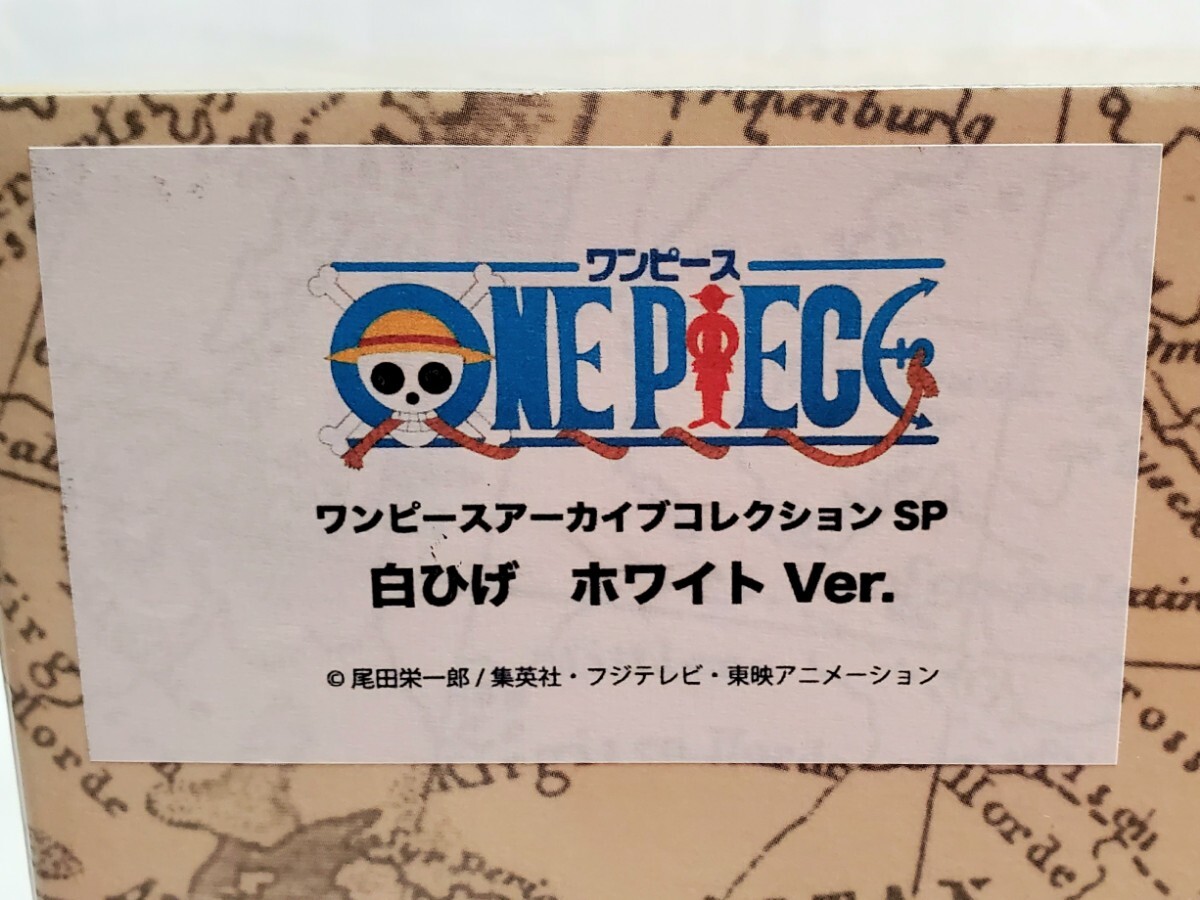 ワンピース
ONE PIECE
ワンピースアーカイブコレクション SP
白ひげ　ホワイト Ver.
© 尾田栄一郎 / 集英社・フジテレビ・東映アニメーション
Horde
Horde